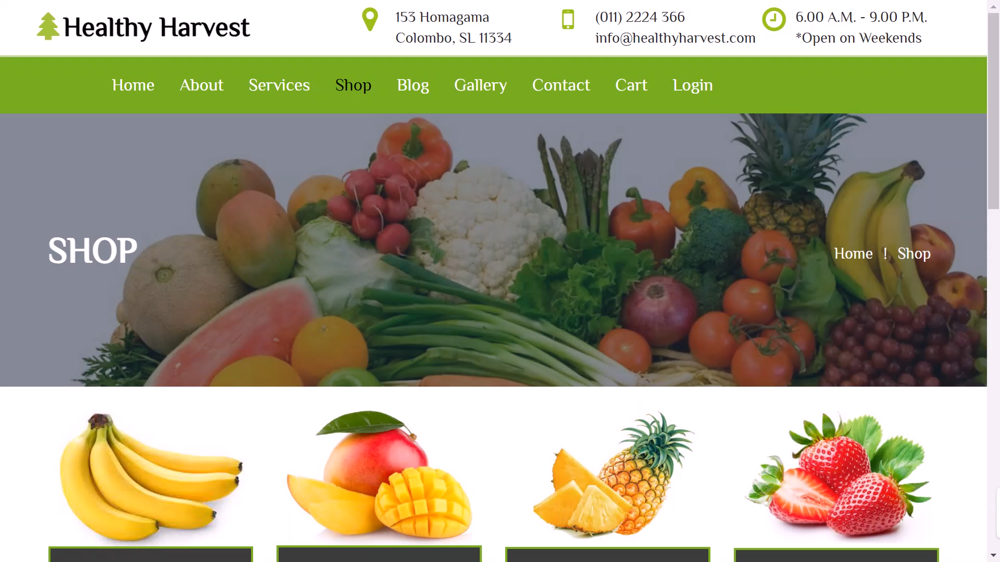 Healthy Harvest
153 Homagama
Colombo, SL 11334
(011) 2224 366
info@healthyharvest.com
6.00 A.M. - 9.00 P.M.
*Open on Weekends
Home About Services Shop Blog Gallery Contact Cart Login
SHOP
Home ! Shop